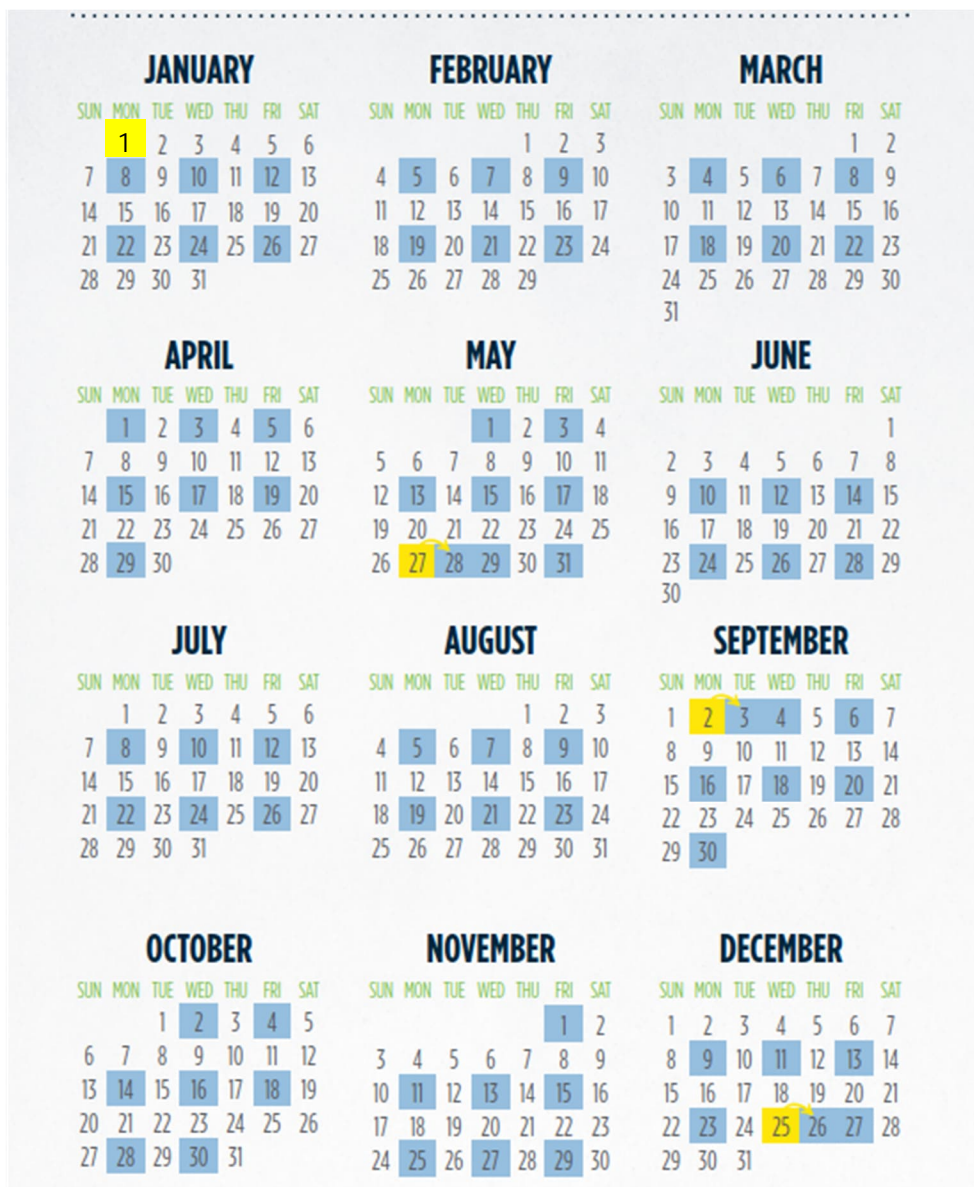 JANUARY FEBRUARY MARCH
SUN MON TUE WED THU FRI SAT SUN MON TUE WED THU FRI SAT SUN MON TUE WED THU FRI SAT
1 2 3 4 5 6 1 2 3 1 2
7 8 9 10 11 12 13 4 5 6 7 8 9 10 3 4 5 6 7 8 9
14 15 16 17 18 19 20 11 12 13 14 15 16 17 10 11 12 13 14 15 16
21 22 23 24 25 26 27 18 19 20 21 22 23 24 17 18 19 20 21 22 23
28 29 30 31 25 26 27 28 29 24 25 26 27 28 29 30
31
APRIL MAY JUNE
SUN MON TUE WED THU FRI SAT SUN MON TUE WED THU FRI SAT SUN MON TUE WED THU FRI SAT
1 2 3 4 5 6 1 2 3 4 1
7 8 9 10 11 12 13 5 6 7 8 9 10 11 2 3 4 5 6 7 8
14 15 16 17 18 19 20 12 13 14 15 16 17 18 9 10 11 12 13 14 15
21 22 23 24 25 26 27 19 20 21 22 23 24 25 16 17 18 19 20 21 22
28 29 30 26 27 28 29 30 31 23 24 25 26 27 28 29
30
JULY AUGUST SEPTEMBER
SUN MON TUE WED THU FRI SAT SUN MON TUE WED THU FRI SAT SUN MON TUE WED THU FRI SAT
1 2 3 4 5 6 1 2 3 1 2 3 4 5 6 7
7 8 9 10 11 12 13 4 5 6 7 8 9 10 8 9 10 11 12 13 14
14 15 16 17 18 19 20 11 12 13 14 15 16 17 15 16 17 18 19 20 21
21 22 23 24 25 26 27 18 19 20 21 22 23 24 22 23 24 25 26 27 28
28 29 30 31 25 26 27 28 29 30 31 29 30
OCTOBER NOVEMBER DECEMBER
SUN MON TUE WED THU FRI SAT SUN MON TUE WED THU FRI SAT SUN MON TUE WED THU FRI SAT
1 2 3 4 5 1 2 1 2 3 4 5 6 7
6 7 8 9 10 11 12 3 4 5 6 7 8 9 8 9 10 11 12 13 14
13 14 15 16 17 18 19 10 11 12 13 14 15 16 15 16 17 18 19 20 21
20 21 22 23 24 25 26 17 18 19 20 21 22 23 22 23 24 25 26 27 28
27 28 29 30 31 24 25 26 27 28 29 30 29 30 31